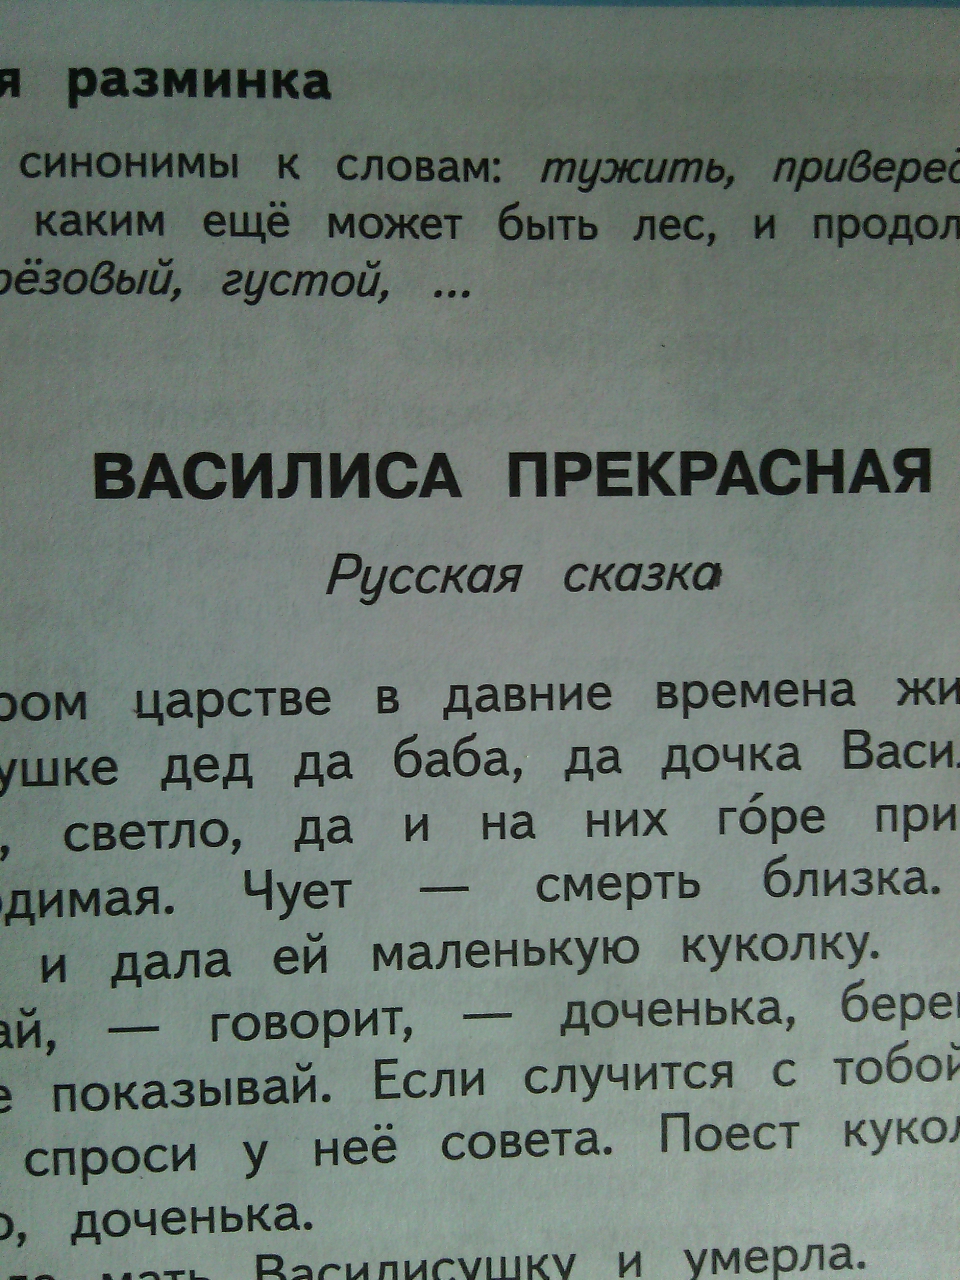 я разминка
синонимы к словам: тужить, приверед
каким ещё может быть лес, и продол
рёзовый, густой, ...
ВАСИЛИСА ПРЕКРАСНАЯ
Русская сказка
ром царстве в давние времена жи
ушке дед да баба, да дочка Васил
, светло, да и на них го́ре при
одимая. Чует — смерть близка.
и дала ей маленькую куколку.
ай, — говорит, — доченька, берег
е показывай. Если случится с тобой
спроси у неё совета. Поест кукол
о, доченька.
мать Василисушку и умерла.